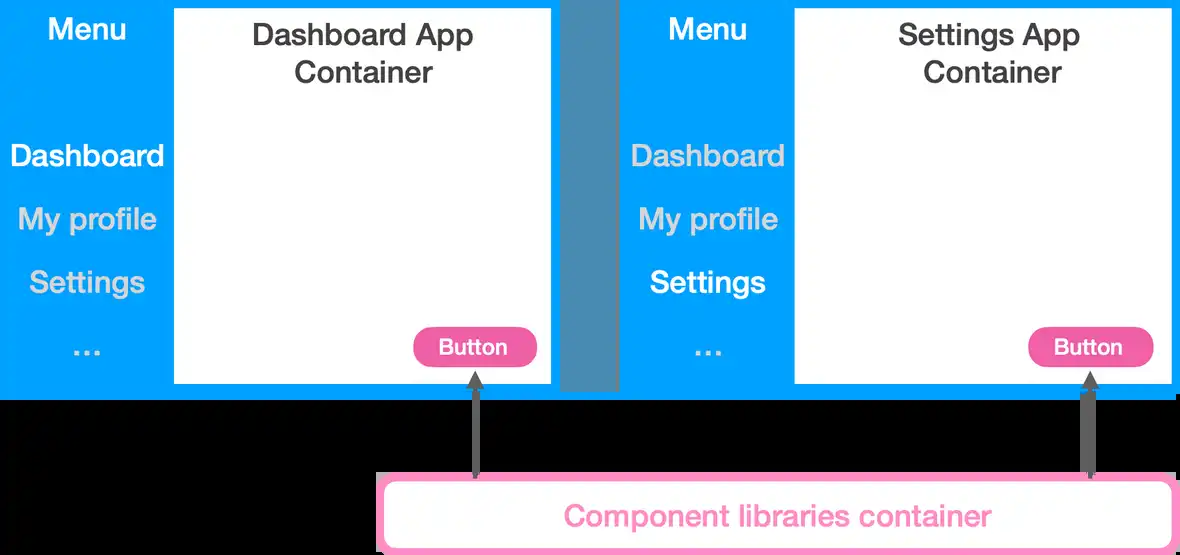 Menu
Dashboard App
Container
Dashboard
My profile
Settings
...
Button
Menu
Settings App
Container
Dashboard
My profile
Settings
...
Button
Component libraries container